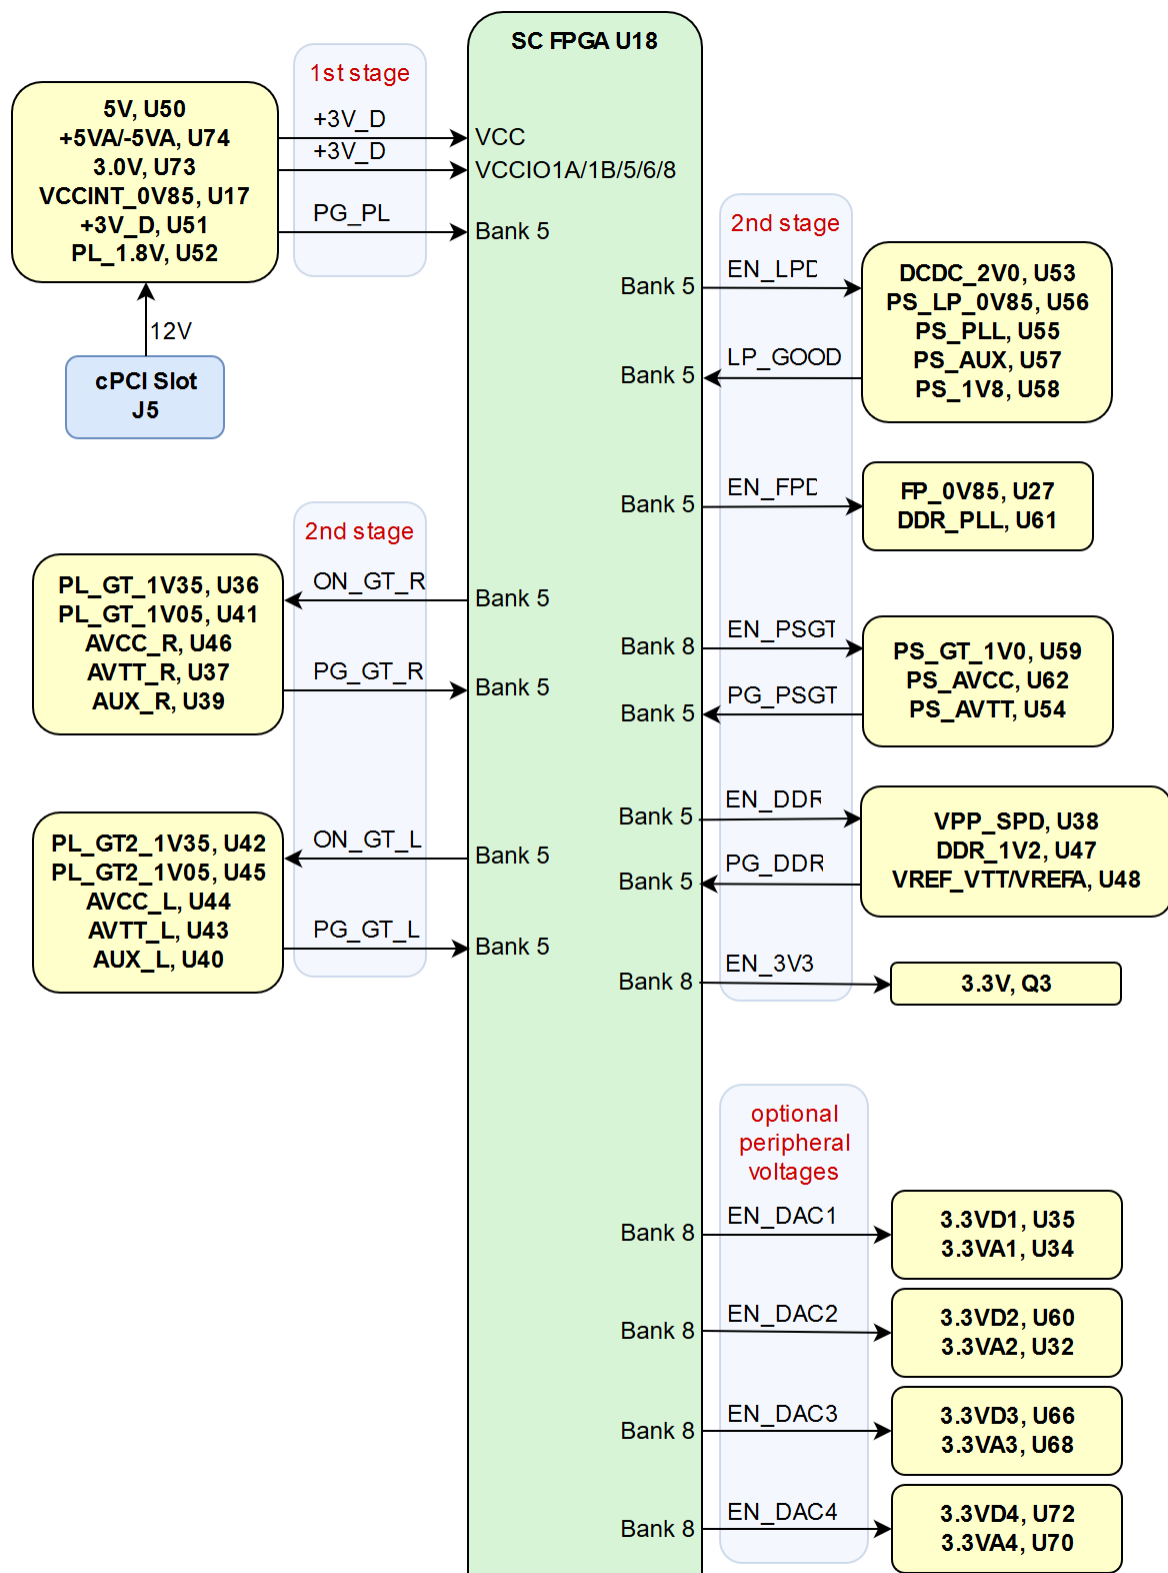 SC FPGA U18
1st stage
5V, U50
+5VA/-5VA, U74
3.0V, U73
VCCINT_0V85, U17
+3V_D, U51
PL_1.8V, U52
+3V_D
VCC
+3V_D
VCCIO1A/1B/5/6/8
PG_PL
Bank 5
12V
cPCI Slot
J5
2nd stage
Bank 5
EN_LPD
DCDC_2V0, U53
PS_LP_0V85, U56
PS_PLL, U55
PS_AUX, U57
PS_1V8, U58
Bank 5
LP_GOOD
Bank 5
EN_FPD
FP_0V85, U27
DDR_PLL, U61
2nd stage
PL_GT_1V35, U36
PL_GT_1V05, U41
AVCC_R, U46
AVTT_R, U37
AUX_R, U39
ON_GT_R
Bank 5
PG_GT_R
Bank 5
Bank 8
EN_PSGT
PS_GT_1V0, U59
PS_AVCC, U62
PS_AVTT, U54
Bank 5
PG_PSGT
PL_GT2_1V35, U42
PL_GT2_1V05, U45
AVCC_L, U44
AVTT_L, U43
AUX_L, U40
ON_GT_L
Bank 5
PG_GT_L
Bank 5
Bank 5
EN_DDR
VPP_SPD, U38
DDR_1V2, U47
VREF_VTT/VREFA, U48
Bank 5
PG_DDR
Bank 8
EN_3V3
3.3V, Q3
optional
peripheral
voltages
Bank 8
EN_DAC1
3.3VD1, U35
3.3VA1, U34
Bank 8
EN_DAC2
3.3VD2, U60
3.3VA2, U32
Bank 8
EN_DAC3
3.3VD3, U66
3.3VA3, U68
Bank 8
EN_DAC4
3.3VD4, U72
3.3VA4, U70